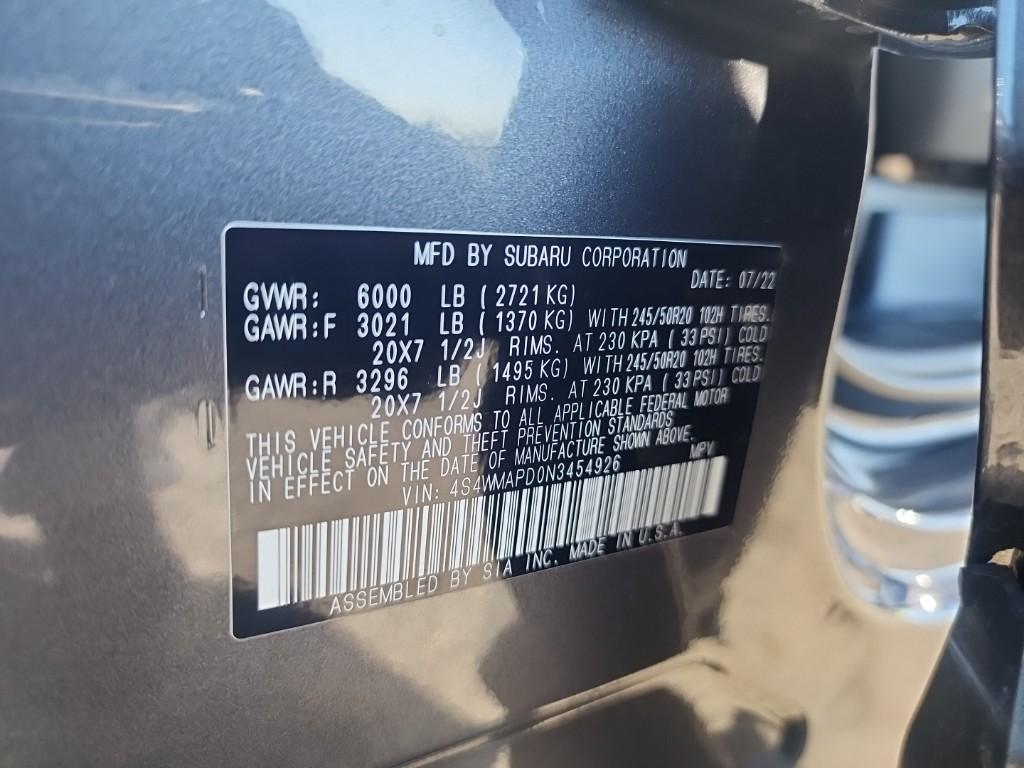 MFD BY SUBARU CORPORATION
DATE: 07/22
GVWR: 6000 LB ( 2721 KG)
GAWR:F 3021 LB ( 1370 KG) WITH 245/50R20 102H TIRES.
20X7 1/2J RIMS. AT 230 KPA ( 33 PSI) COLD
GAWR:R 3296 LB ( 1495 KG) WITH 245/50R20 102H TIRES.
20X7 1/2J RIMS. AT 230 KPA ( 33 PSI) COLD
THIS VEHICLE CONFORMS TO ALL APPLICABLE FEDERAL MOTOR
VEHICLE SAFETY AND THEFT PREVENTION STANDARDS
IN EFFECT ON THE DATE OF MANUFACTURE SHOWN ABOVE.
VIN: 4S4WMAPD0N3454926 MPV
ASSEMBLED BY SIA INC. MADE IN U.S.A.